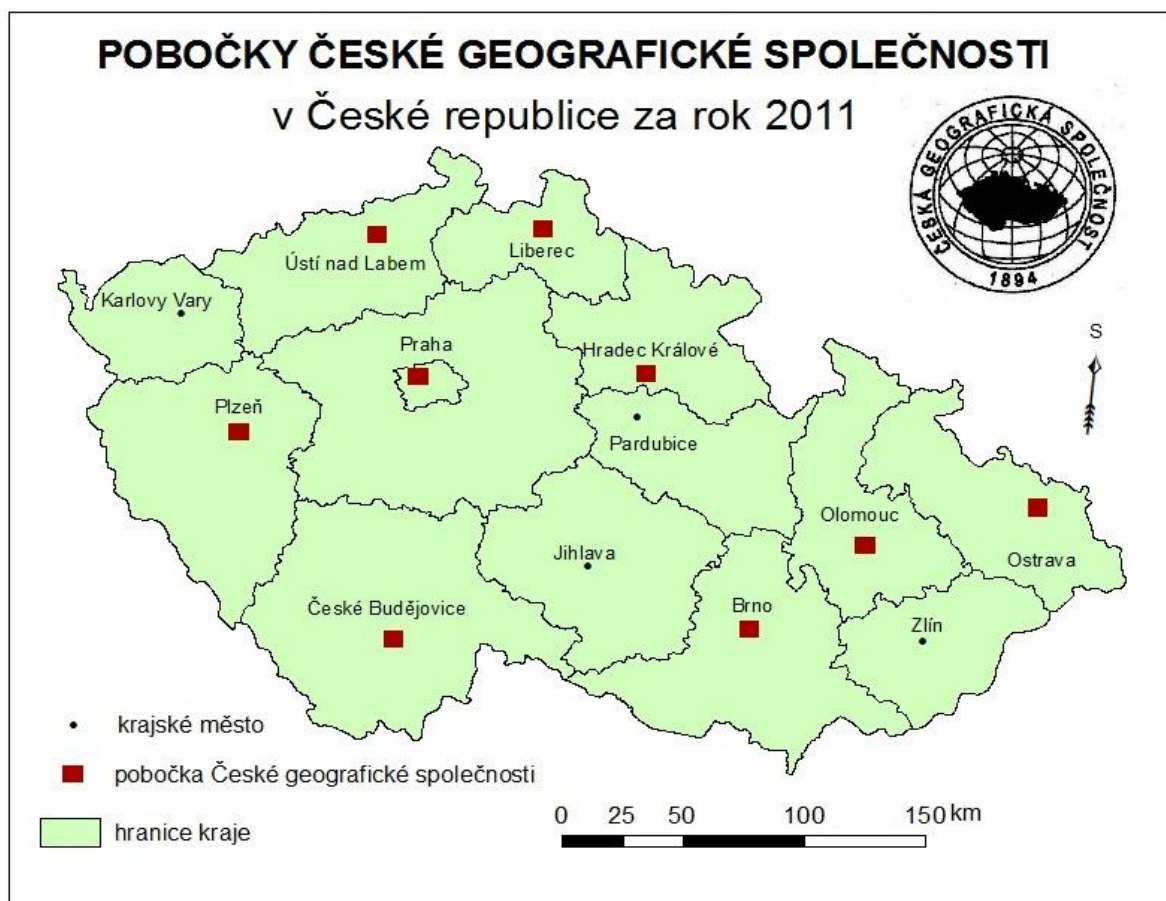 POBOČKY ČESKÉ GEOGRAFICKÉ SPOLEČNOSTI
v České republice za rok 2011
ČESKÁ GEOGRAFICKÁ SPOLEČNOST
1894
S
Ústí nad Labem
Liberec
Karlovy Vary
Praha
Hradec Králové
Plzeň
Pardubice
Olomouc
Jihlava
Ostrava
České Budějovice
Brno
Zlín
krajské město
pobočka České geografické společnosti
hranice kraje
0 25 50 100 150 km